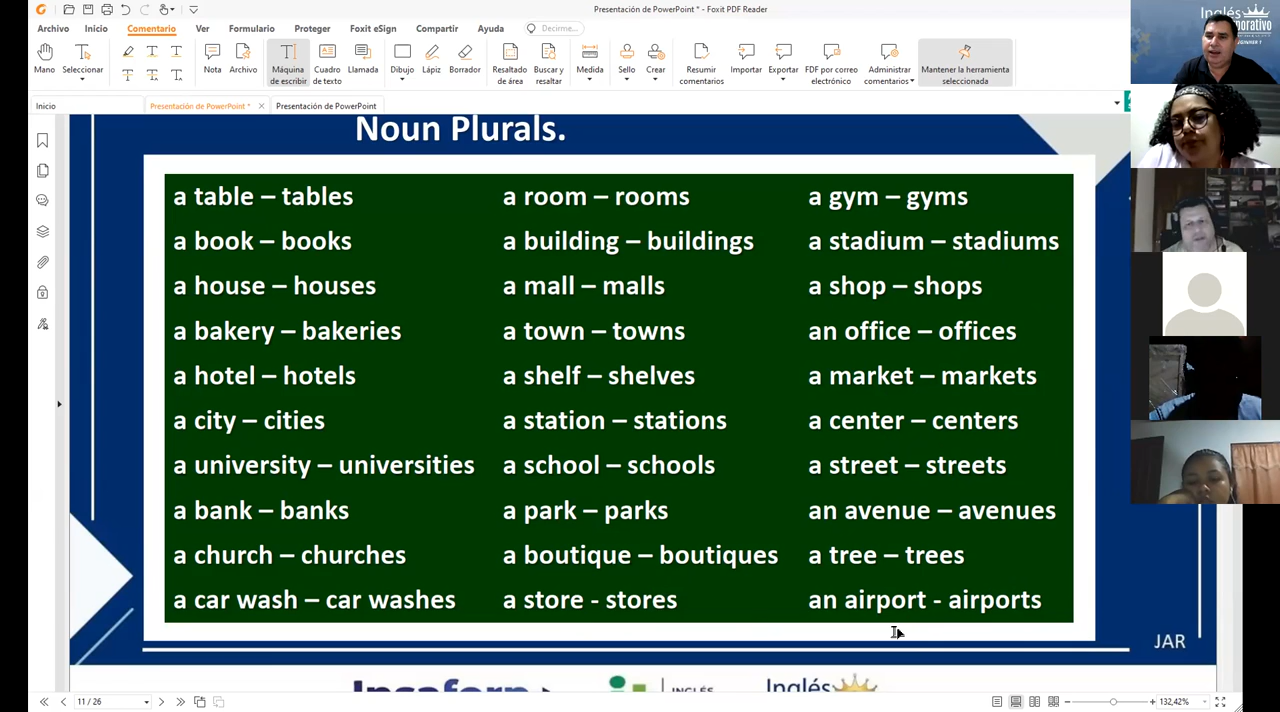 Presentación de PowerPoint * - Foxit PDF Reader
Archivo Inicio Comentario Ver Formulario Proteger Foxit eSign Compartir Ayuda Decirme...
Mano Seleccionar Nota Archivo Máquina de escribir Cuadro de texto Llamada Dibujo Lápiz Borrador Resaltado de área Buscar y resaltar Medida Sello Crear Resumir comentarios Importar Exportar PDF por correo electrónico Administrar comentarios Mantener la herramienta seleccionada
Inicio Presentación de PowerPoint * Presentación de PowerPoint
Noun Plurals.
a table – tables
a book – books
a house – houses
a bakery – bakeries
a hotel – hotels
a city – cities
a university – universities
a bank – banks
a church – churches
a car wash – car washes
a room – rooms
a building – buildings
a mall – malls
a town – towns
a shelf – shelves
a station – stations
a school – schools
a park – parks
a boutique – boutiques
a store - stores
a gym – gyms
a stadium – stadiums
a shop – shops
an office – offices
a market – markets
a center – centers
a street – streets
an avenue – avenues
a tree – trees
an airport - airports
JAR
INGLÉS
Inglés
11 / 26
132,42%
Inglés